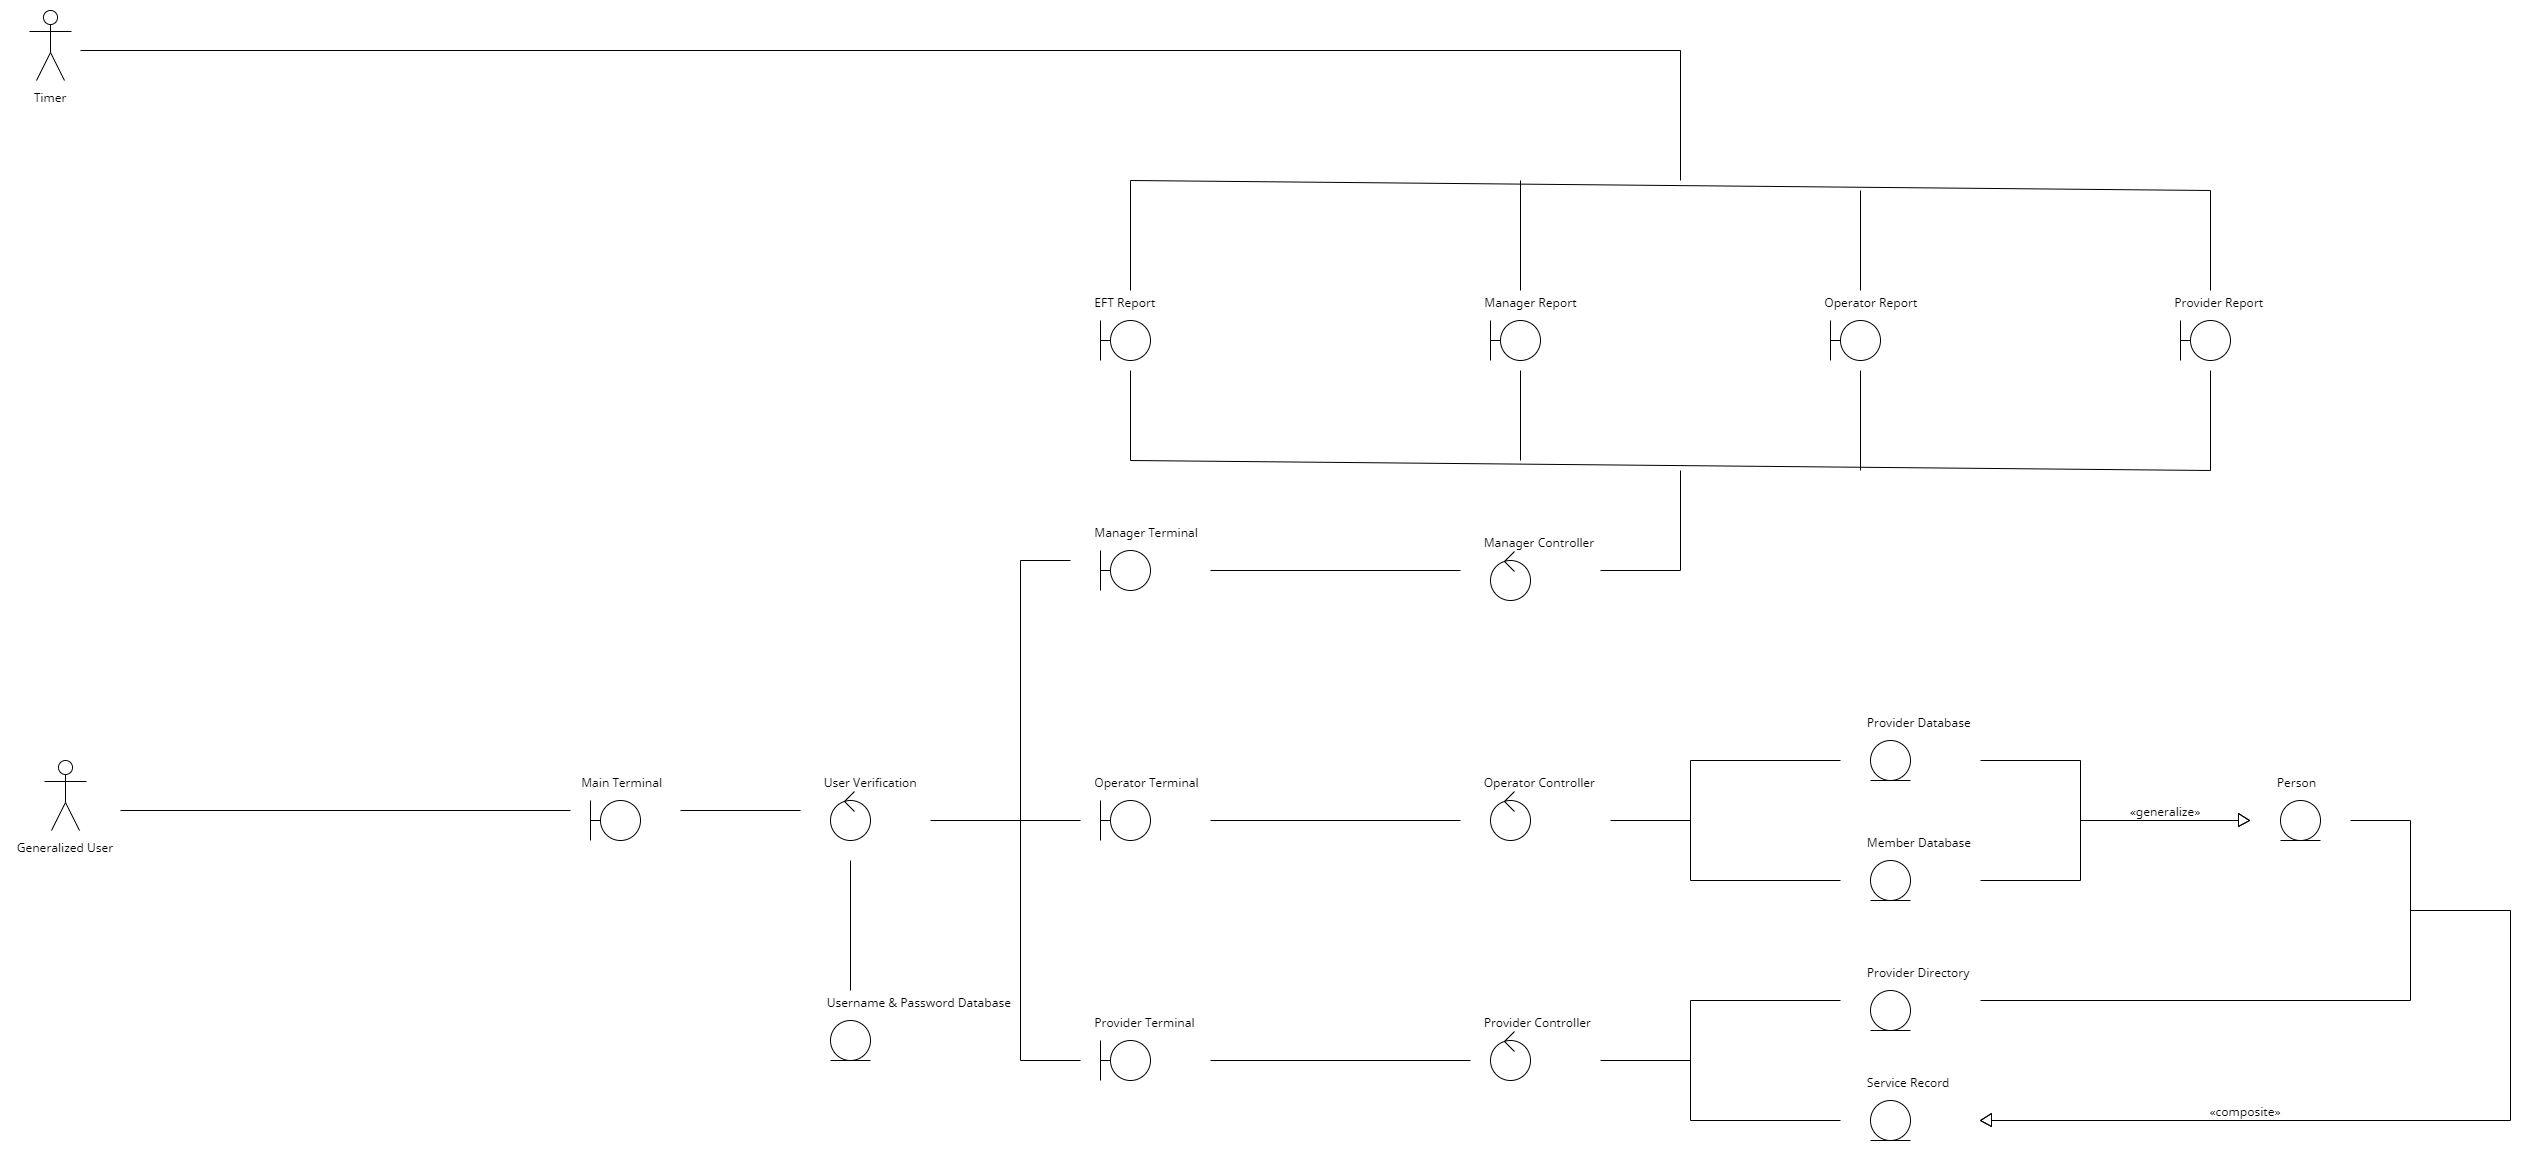 Timer
EFT Report
Manager Report
Operator Report
Provider Report
Manager Terminal
Manager Controller
Provider Database
Generalized User
Main Terminal
User Verification
Operator Terminal
Operator Controller
«generalize»
Person
Member Database
Provider Directory
Username & Password Database
Provider Terminal
Provider Controller
Service Record
«composite»